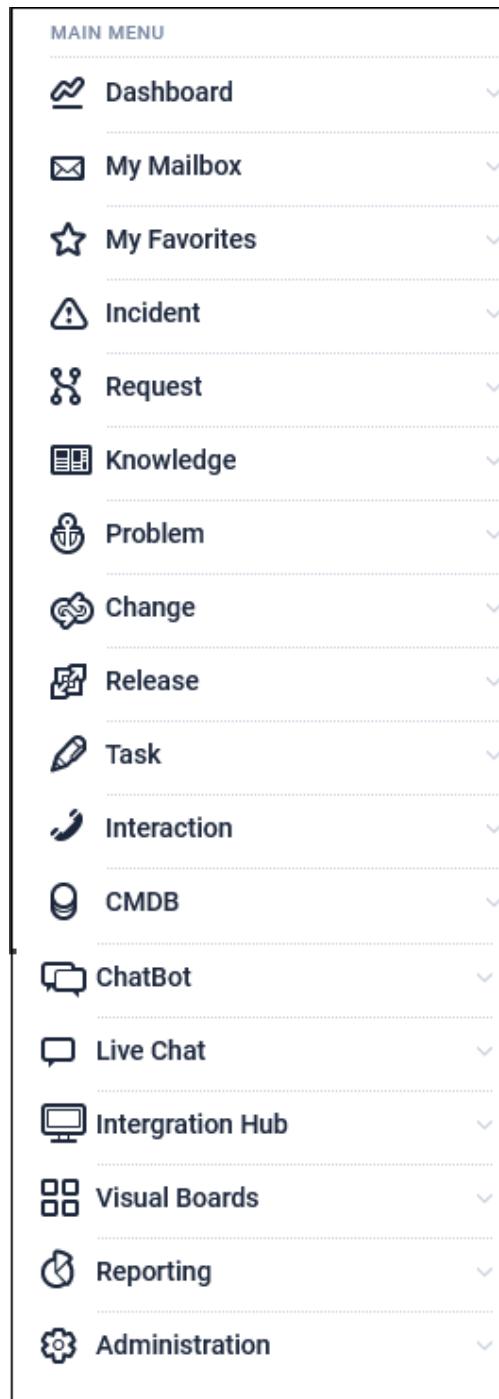 MAIN MENU
Dashboard
My Mailbox
My Favorites
Incident
Request
Knowledge
Problem
Change
Release
Task
Interaction
CMDB
ChatBot
Live Chat
Intergration Hub
Visual Boards
Reporting
Administration